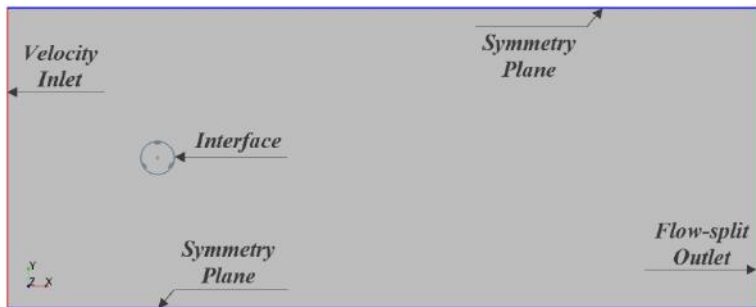 Velocity
Inlet
Symmetry
Plane
Interface
Symmetry
Plane
Flow-split
Outlet
Y
Z X